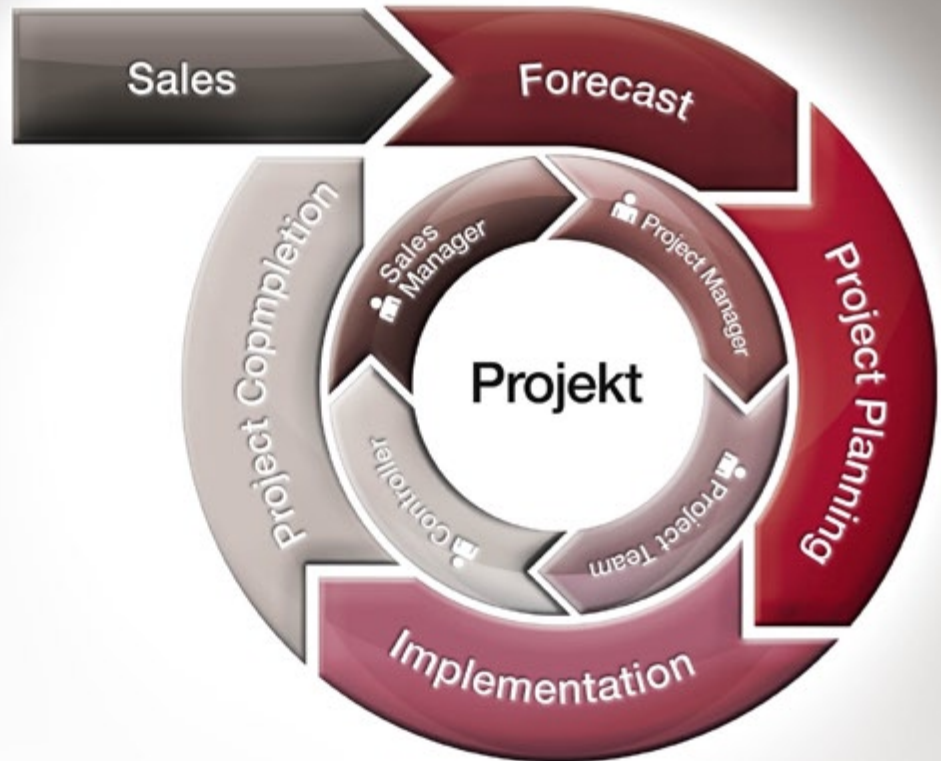 Sales
Forecast
Project Planning
Implementation
Project Copmpletion
Sales
Manager
Project Manager
Project Team
Controller
Projekt